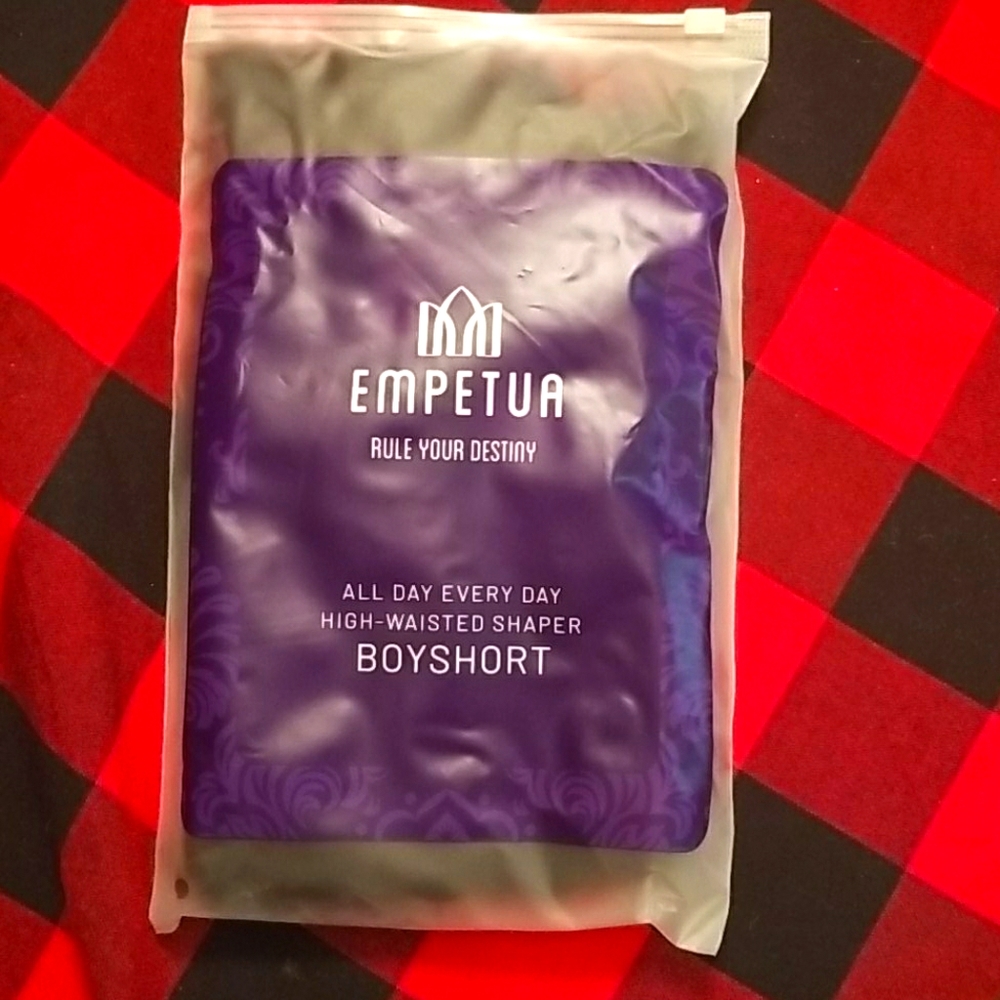 EMPETUA
RULE YOUR DESTINY
ALL DAY EVERY DAY
HIGH-WAISTED SHAPER
BOYSHORT